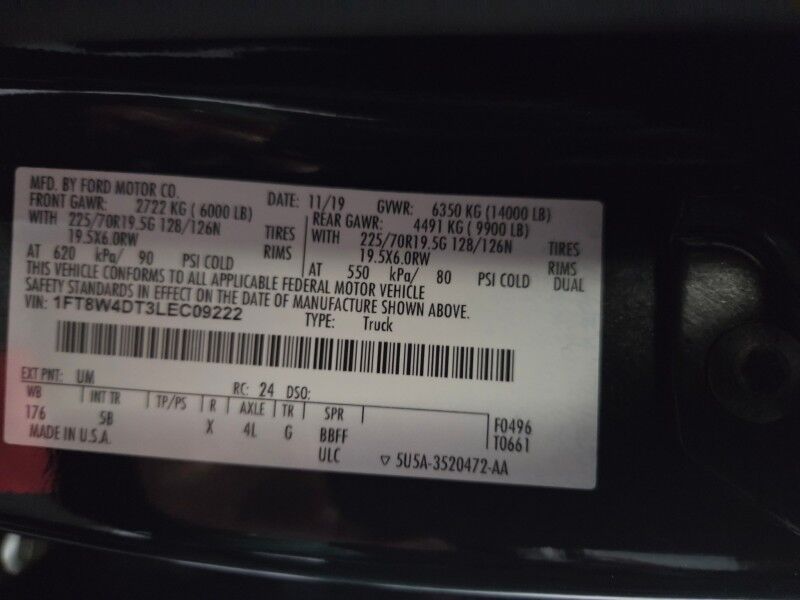 MFD. BY FORD MOTOR CO. DATE: 11/19 GVWR: 6350 KG (14000 LB)
FRONT GAWR: 2722 KG ( 6000 LB) REAR GAWR: 4491 KG ( 9900 LB)
WITH 225/70R19.5G 128/126N TIRES WITH 225/70R19.5G 128/126N TIRES
19.5X6.0RW RIMS 19.5X6.0RW RIMS
AT 620 kPa/ 90 PSI COLD AT 550 kPa/ 80 PSI COLD DUAL
THIS VEHICLE CONFORMS TO ALL APPLICABLE FEDERAL MOTOR VEHICLE
SAFETY STANDARDS IN EFFECT ON THE DATE OF MANUFACTURE SHOWN ABOVE.
VIN: 1FT8W4DT3LEC09222 TYPE: Truck
EXT PNT: UM RC: 24 DSO:
WB INT TR TP/PS R AXLE TR SPR
176 5B X 4L G BBFF F0496
MADE IN U.S.A. ULC T0661
▽ 5U5A-3520472-AA